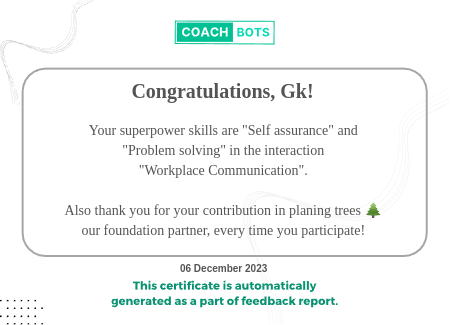 COACH BOTS
Congratulations, Gk!
Your superpower skills are "Self assurance" and
"Problem solving" in the interaction
"Workplace Communication".
Also thank you for your contribution in planing trees 🌲
our foundation partner, every time you participate!
06 December 2023
This certificate is automatically
generated as a part of feedback report.